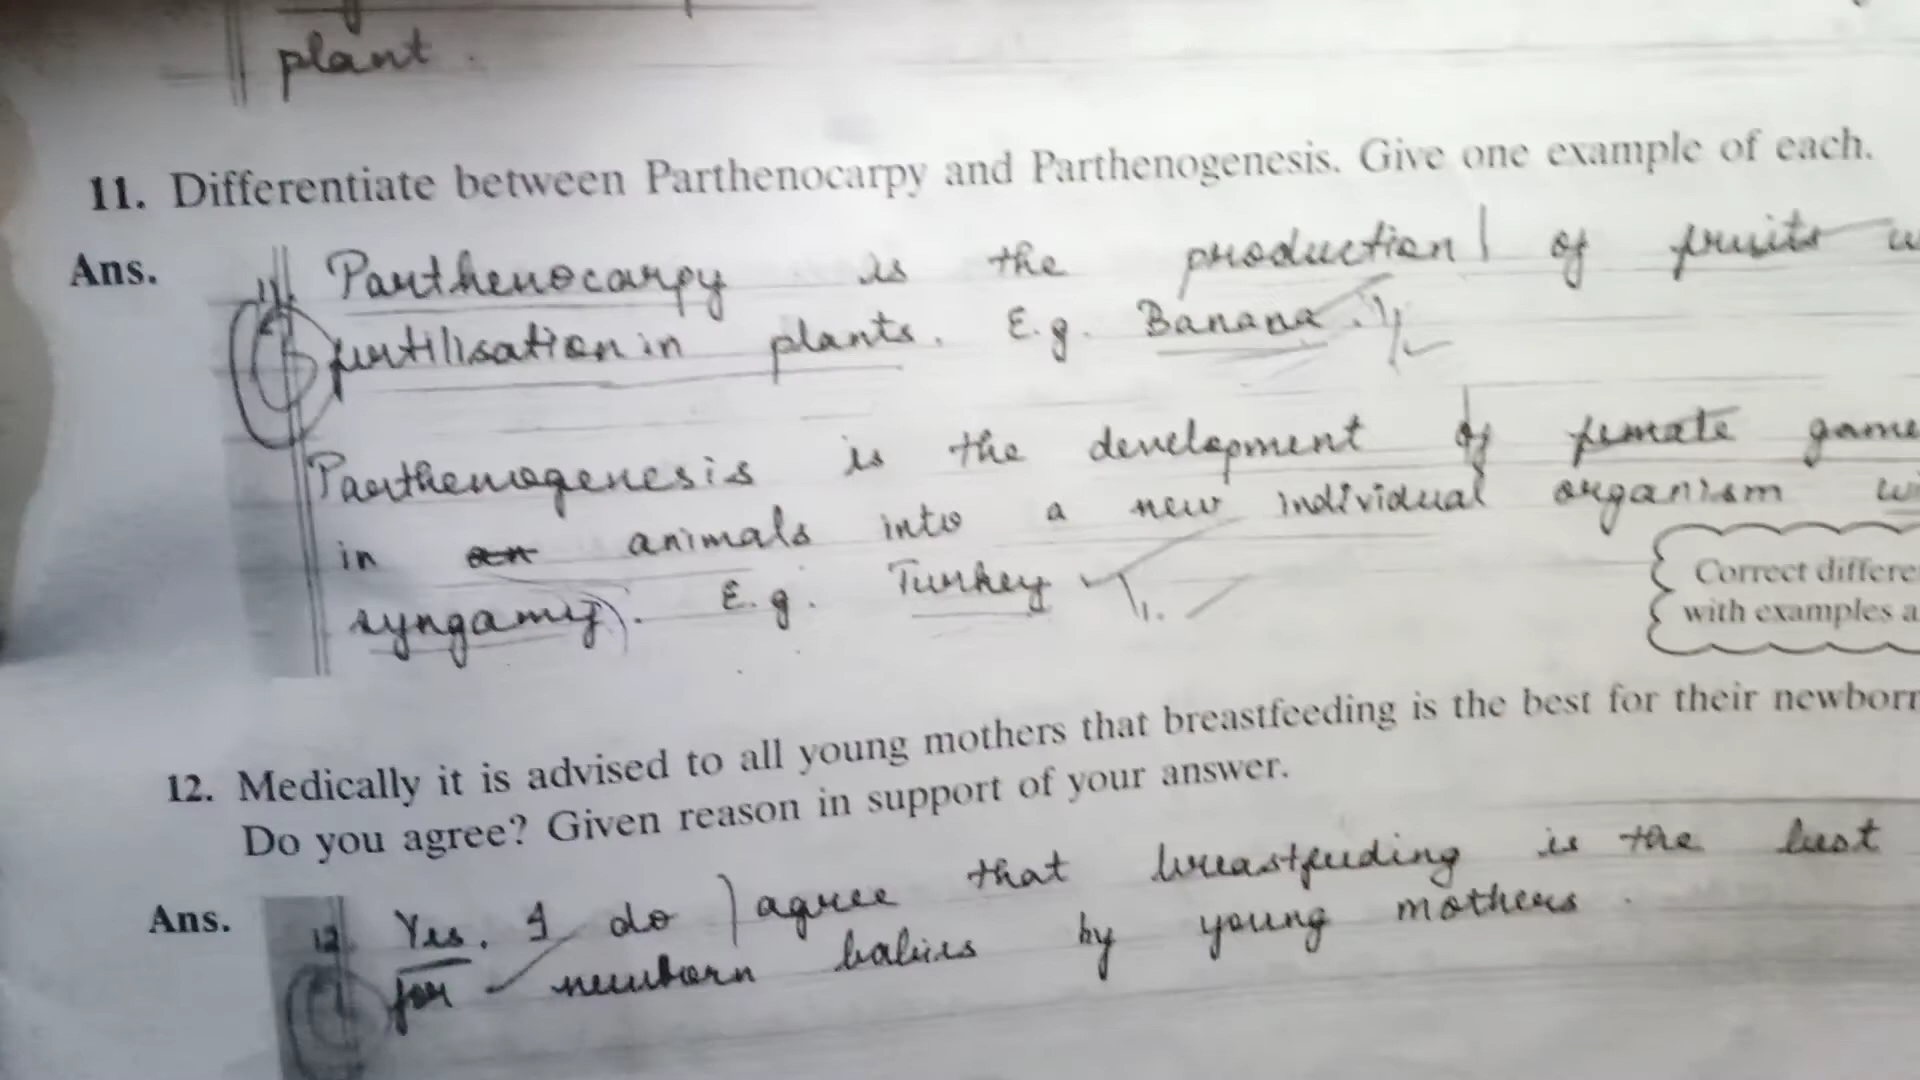 plant.
11. Differentiate between Parthenocarpy and Parthenogenesis. Give one example of each.
Ans.
11. Parthenocarpy is the production of fruits
fertilisation in plants. E.g. Banana.
Parthenogenesis is the development of female
in animals into a new individual organism
Correct
syngamy). E.g. Turkey
with examples
12. Medically it is advised to all young mothers that breastfeeding is the best for their newborn
Do you agree? Given reason in support of your answer.
Ans.
12. Yes. I do agree that breastfeeding is the best
for newborn babies by young mothers.